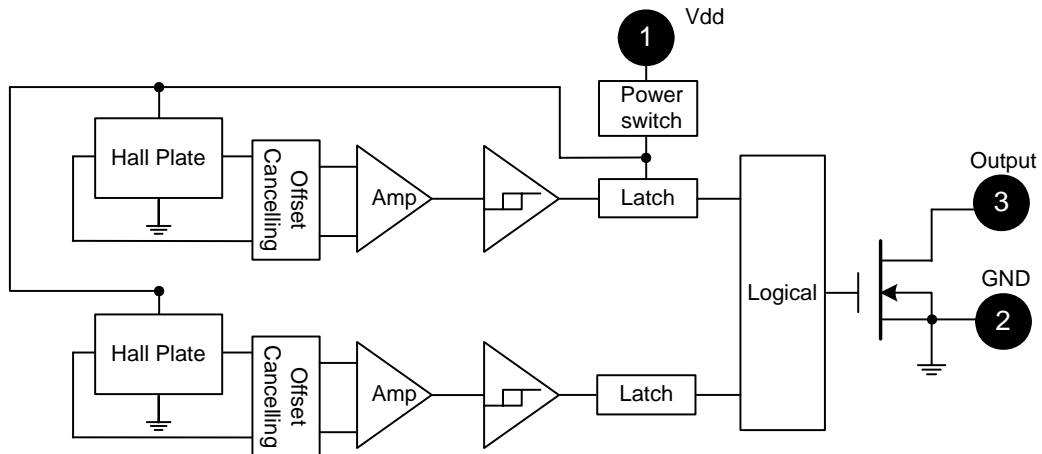 1
Vdd
Power
switch
Hall Plate
Offset
Cancelling
Amp
Latch
Output
3
Logical
GND
2
Hall Plate
Offset
Cancelling
Amp
Latch